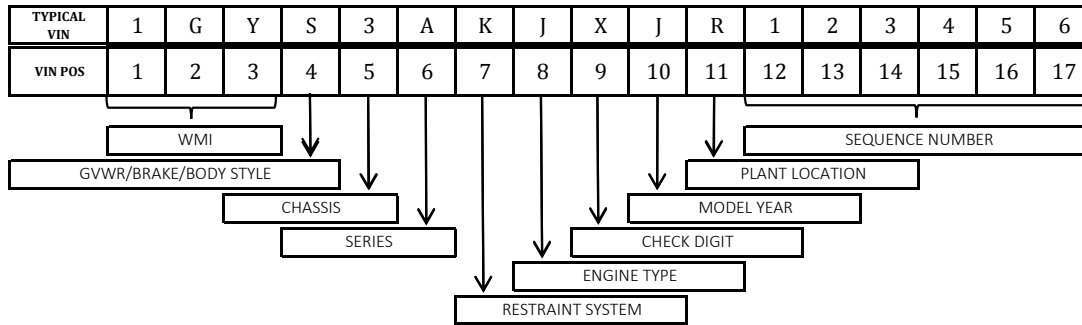 TYPICAL VIN 1 G Y S 3 A K J X J R 1 2 3 4 5 6
VIN POS 1 2 3 4 5 6 7 8 9 10 11 12 13 14 15 16 17
WMI SEQUENCE NUMBER
GVWR/BRAKE/BODY STYLE PLANT LOCATION
CHASSIS MODEL YEAR
SERIES CHECK DIGIT
ENGINE TYPE
RESTRAINT SYSTEM